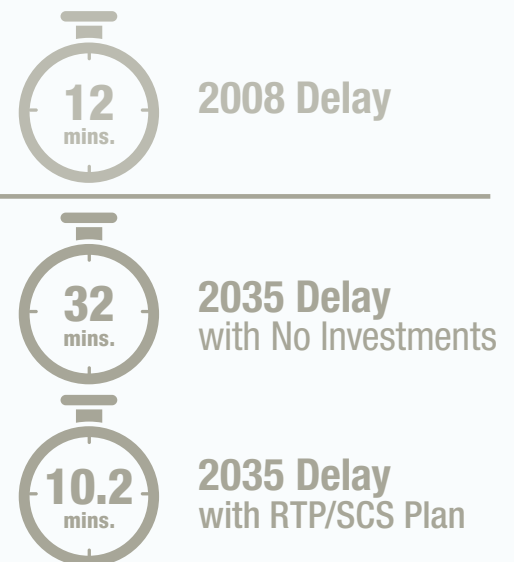 12
mins.
2008 Delay
32
mins.
2035 Delay
with No Investments
10.2
mins.
2035 Delay
with RTP/SCS Plan